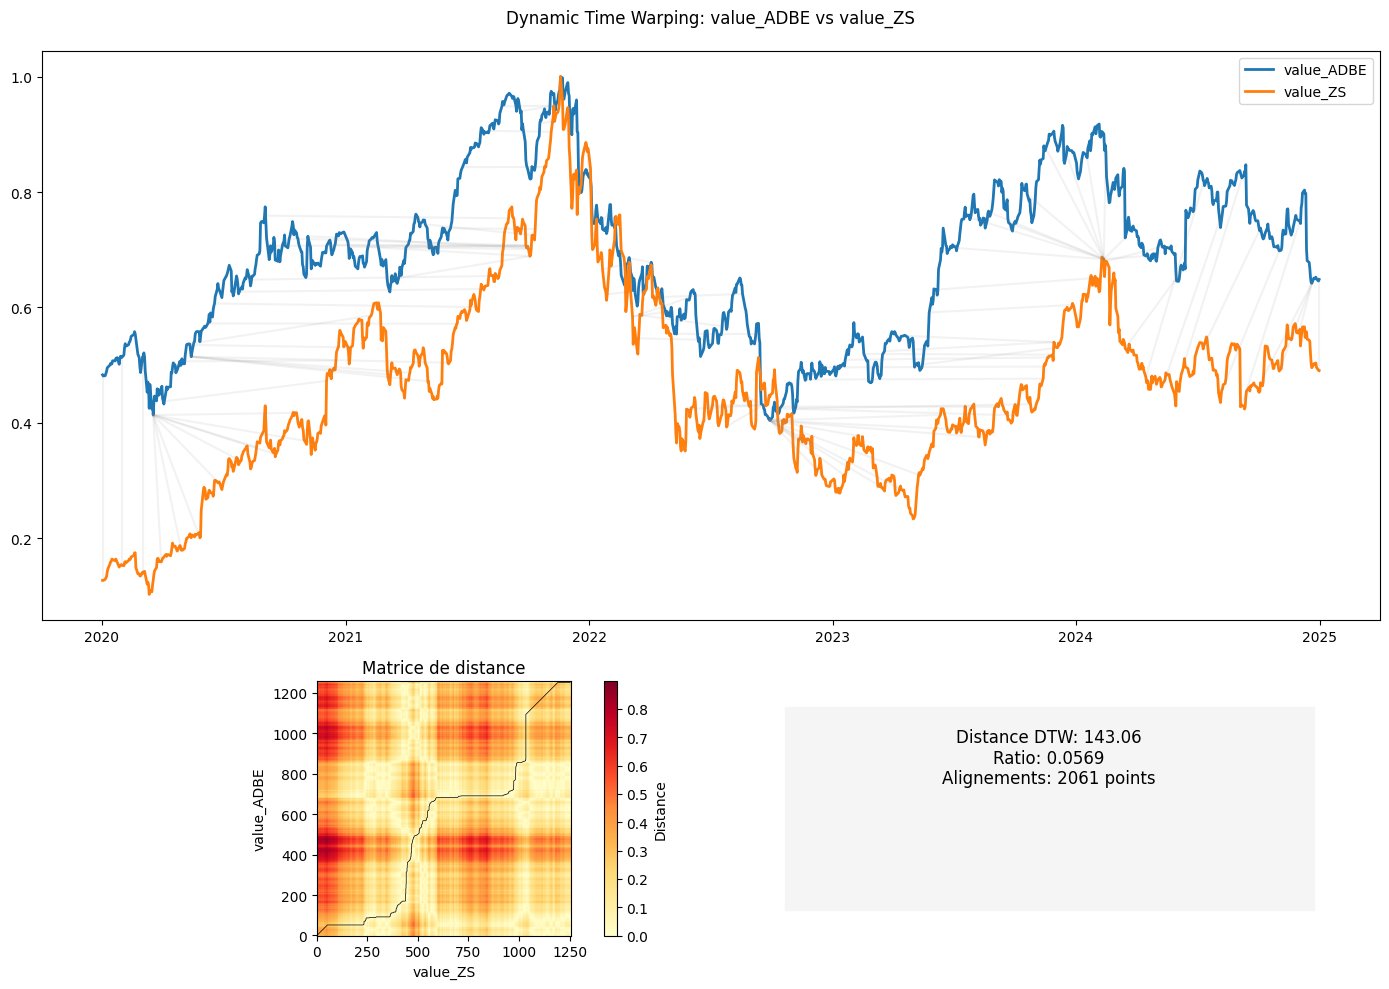 Dynamic Time Warping: value_ADBE vs value_ZS
value_ADBE
value_ZS
1.0
0.8
0.6
0.4
0.2
2020 2021 2022 2023 2024 2025
Matrice de distance
value_ADBE
1200
1000
800
600
400
200
0
0 250 500 750 1000 1250
value_ZS
0.8
0.7
0.6
0.5
0.4
0.3
0.2
0.1
0.0
Distance
Distance DTW: 143.06
Ratio: 0.0569
Alignements: 2061 points